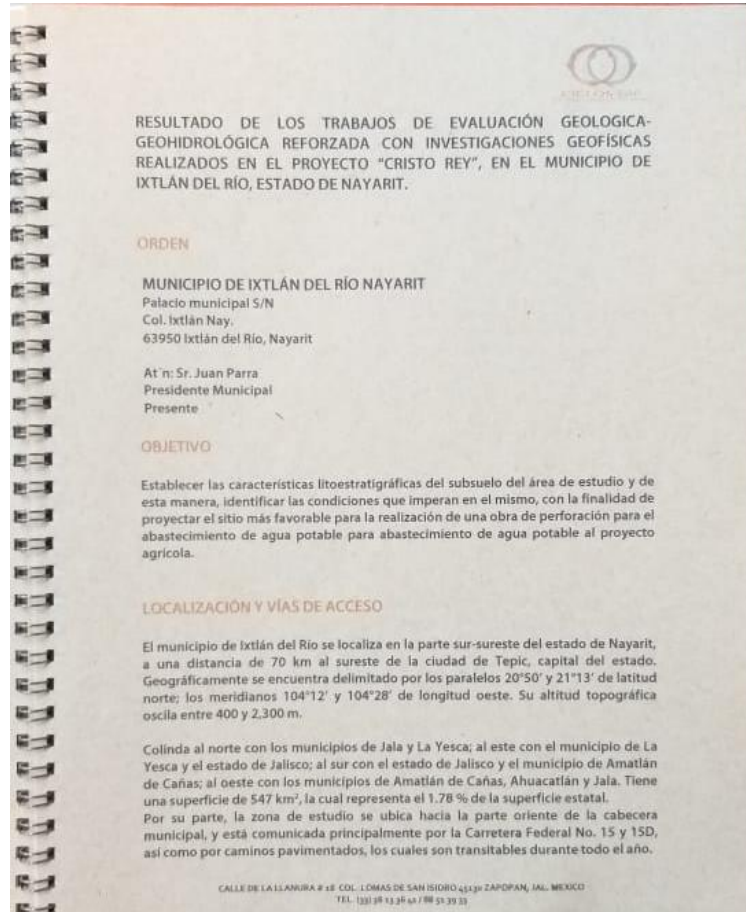 RESULTADO DE LOS TRABAJOS DE EVALUACIÓN GEOLOGICA-
GEOHIDROLÓGICA REFORZADA CON INVESTIGACIONES GEOFÍSICAS
REALIZADOS EN EL PROYECTO "CRISTO REY", EN EL MUNICIPIO DE
IXTLÁN DEL RÍO, ESTADO DE NAYARIT.
ORDEN
MUNICIPIO DE IXTLÁN DEL RÍO NAYARIT
Palacio municipal S/N
Col. Ixtlán Nay.
63950 Ixtlán del Río, Nayarit
At´n: Sr. Juan Parra
Presidente Municipal
Presente
OBJETIVO
Establecer las características litoestratigráficas del subsuelo del área de estudio y de
esta manera, identificar las condiciones que imperan en el mismo, con la finalidad de
proyectar el sitio más favorable para la realización de una obra de perforación para el
abastecimiento de agua potable para abastecimiento de agua potable al proyecto
agrícola.
LOCALIZACIÓN Y VÍAS DE ACCESO
El municipio de Ixtlán del Río se localiza en la parte sur-sureste del estado de Nayarit,
a una distancia de 70 km al sureste de la ciudad de Tepic, capital del estado.
Geográficamente se encuentra delimitado por los paralelos 20°50' y 21°13' de latitud
norte; los meridianos 104°12' y 104°28' de longitud oeste. Su altitud topográfica
oscila entre 400 y 2,300 m.
Colinda al norte con los municipios de Jala y La Yesca; al este con el municipio de La
Yesca y el estado de Jalisco; al sur con el estado de Jalisco y el municipio de Amatlán
de Cañas; al oeste con los municipios de Amatlán de Cañas, Ahuacatlán y Jala. Tiene
una superficie de 547 km², la cual representa el 1.78 % de la superficie estatal.
Por su parte, la zona de estudio se ubica hacia la parte oriente de la cabecera
municipal, y está comunicada principalmente por la Carretera Federal No. 15 y 15D,
así como por caminos pavimentados, los cuales son transitables durante todo el año.
CALLE DE LA LLANURA # 18 COL. LOMAS DE SAN ISIDRO 45130 ZAPOPAN, JAL. MEXICO
TEL. (33) 38 13 36 42 / 88 52 39 33